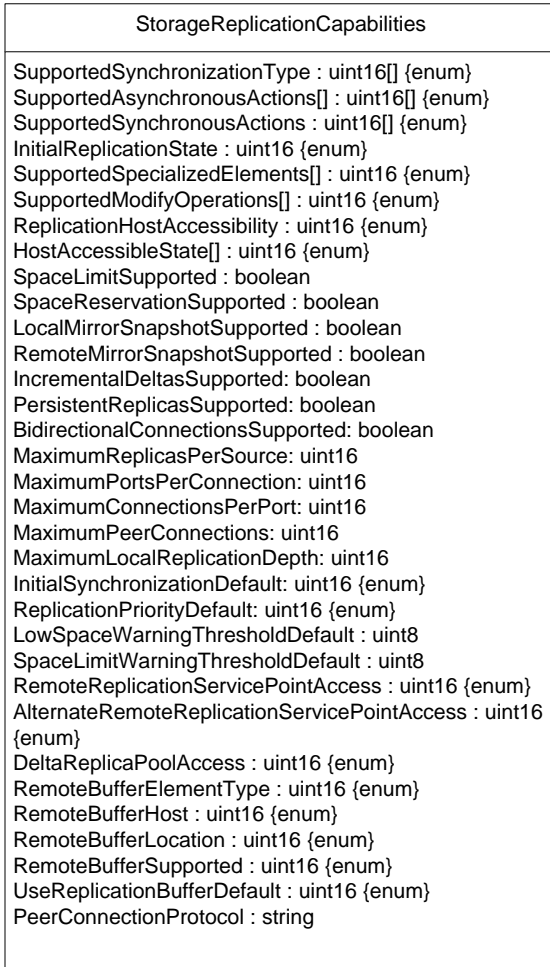 StorageReplicationCapabilities
SupportedSynchronizationType : uint16[] {enum}
SupportedAsynchronousActions[] : uint16[] {enum}
SupportedSynchronousActions : uint16[] {enum}
InitialReplicationState : uint16 {enum}
SupportedSpecializedElements[] : uint16 {enum}
SupportedModifyOperations[] : uint16 {enum}
ReplicationHostAccessibility : uint16 {enum}
HostAccessibleState[] : uint16 {enum}
SpaceLimitSupported : boolean
SpaceReservationSupported : boolean
LocalMirrorSnapshotSupported : boolean
RemoteMirrorSnapshotSupported : boolean
IncrementalDeltasSupported: boolean
PersistentReplicasSupported: boolean
BidirectionalConnectionsSupported: boolean
MaximumReplicasPerSource: uint16
MaximumPortsPerConnection: uint16
MaximumConnectionsPerPort: uint16
MaximumPeerConnections: uint16
MaximumLocalReplicationDepth: uint16
InitialSynchronizationDefault: uint16 {enum}
ReplicationPriorityDefault: uint16 {enum}
LowSpaceWarningThresholdDefault : uint8
SpaceLimitWarningThresholdDefault : uint8
RemoteReplicationServicePointAccess : uint16 {enum}
AlternateRemoteReplicationServicePointAccess : uint16
{enum}
DeltaReplicaPoolAccess : uint16 {enum}
RemoteBufferElementType : uint16 {enum}
RemoteBufferHost : uint16 {enum}
RemoteBufferLocation : uint16 {enum}
RemoteBufferSupported : uint16 {enum}
UseReplicationBufferDefault : uint16 {enum}
PeerConnectionProtocol : string